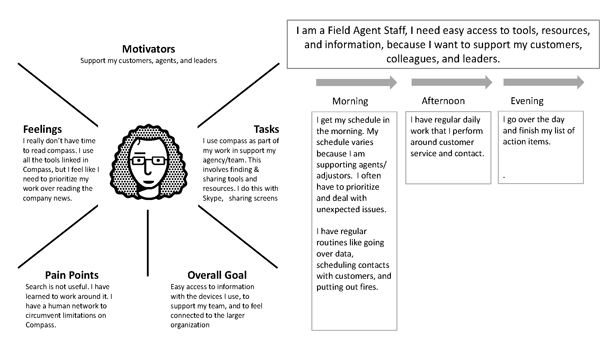 Motivators
Support my customers, agents, and leaders
Feelings
I really don't have time
to read compass. I use
all the tools linked in
Compass, but I feel like I
need to prioritize my
work over reading the
company news.
Tasks
I use compass as part of
my work in support my
agency/team. This
involves finding &
sharing tools and
resources. I do this with
Skype, sharing screens
Pain Points
Search is not useful. I have
learned to work around it. I
have a human network to
circumvent limitations on
Compass.
Overall Goal
Easy access to information
with the devices I use, to
support my team, and to feel
connected to the larger
organization
I am a Field Agent Staff, I need easy access to tools, resources,
and information, because I want to support my customers,
colleagues, and leaders.
Morning
I get my schedule in
the morning. My
schedule varies
because I am
supporting agents/
adjustors. I often
have to prioritize
and deal with
unexpected issues.
I have regular
routines like going
over data,
scheduling contacts
with customers, and
putting out fires.
Afternoon
I have regular daily
work that I perform
around customer
service and contact.
Evening
I go over the day
and finish my list of
action items.
.